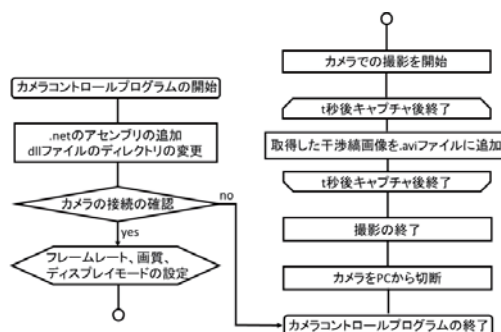 カメラコントロールプログラムの開始
.netのアセンブリの追加
dllファイルのディレクトリの変更
カメラの接続の確認
no
yes
フレームレート、画質、
ディスプレイモードの設定
カメラでの撮影を開始
t秒後キャプチャ後終了
取得した干渉縞画像を.aviファイルに追加
t秒後キャプチャ後終了
撮影の終了
カメラをPCから切断
カメラコントロールプログラムの終了